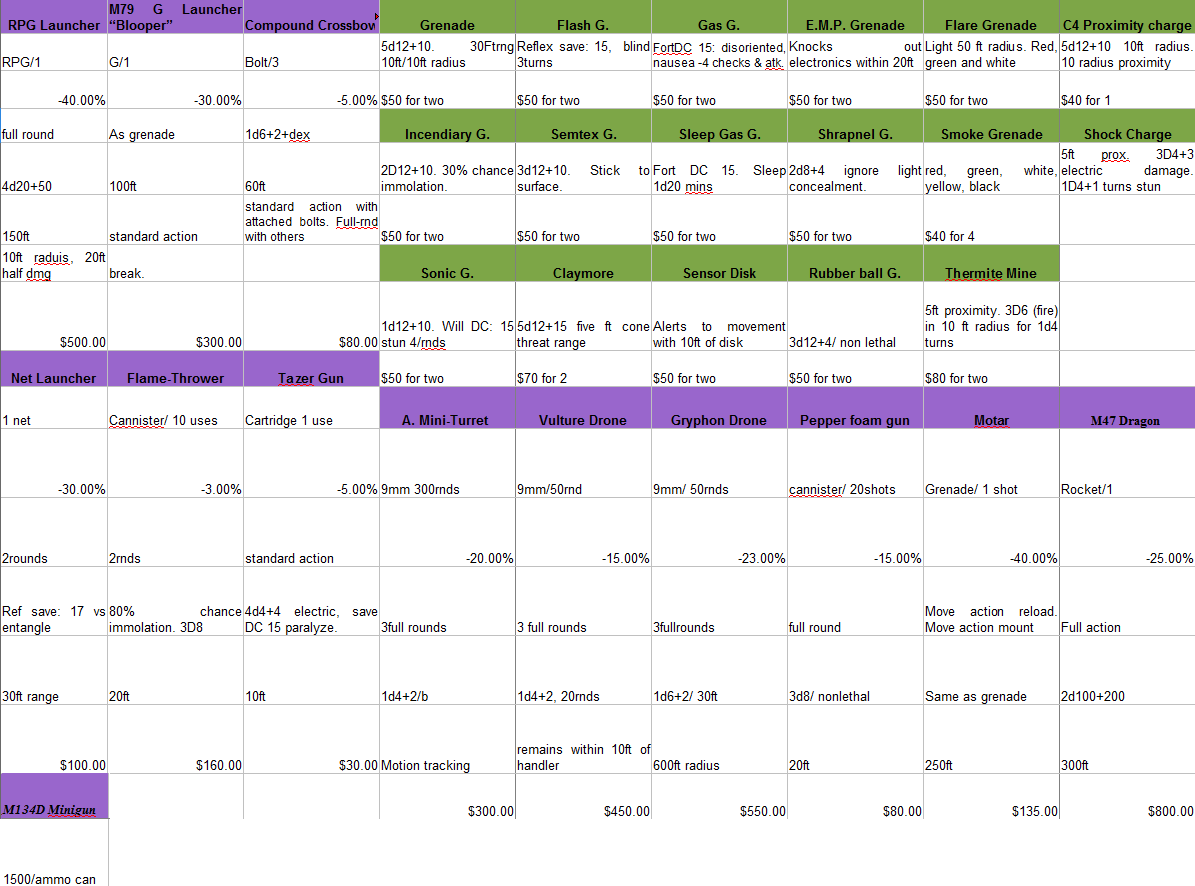 RPG Launcher
M79 G Launcher
“Blooper”
Compound Crossbow
Grenade
Flash G.
Gas G.
E.M.P. Grenade
Flare Grenade
C4 Proximity charge
RPG/1
G/1
Bolt/3
5d12+10. 30Ftrng
10ft/10ft radius
Reflex save: 15, blind
3turns
FortDC 15: disoriented,
nausea -4 checks & atk.
Knocks out
electronics within 20ft
Light 50 ft radius. Red,
green and white
5d12+10 10ft radius.
10 radius proximity
-40.00%
-30.00%
-5.00%
$50 for two
$50 for two
$50 for two
$50 for two
$50 for two
$40 for 1
full round
As grenade
1d6+2+dex
Incendiary G.
Semtex G.
Sleep Gas G.
Shrapnel G.
Smoke Grenade
Shock Charge
4d20+50
100ft
60ft
2D12+10. 30% chance
immolation.
3d12+10. Stick to
surface.
Fort DC 15. Sleep
1d20 mins
2d8+4 ignore light
concealment.
red, green, white,
yellow, black
5ft prox. 3D4+3
electric damage.
1D4+1 turns stun
150ft
standard action
standard action with
attached bolts. Full-rnd
with others
$50 for two
$50 for two
$50 for two
$50 for two
$40 for 4
10ft raduis, 20ft
half dmg
break.
Sonic G.
Claymore
Sensor Disk
Rubber ball G.
Thermite Mine
$500.00
$300.00
$80.00
1d12+10. Will DC: 15
stun 4/rnds
5d12+15 five ft cone
threat range
Alerts to movement
with 10ft of disk
3d12+4/ non lethal
5ft proximity. 3D6 (fire)
in 10 ft radius for 1d4
turns
Net Launcher
Flame-Thrower
Tazer Gun
$50 for two
$70 for 2
$50 for two
$50 for two
$80 for two
1 net
Cannister/ 10 uses
Cartridge 1 use
A. Mini-Turret
Vulture Drone
Gryphon Drone
Pepper foam gun
Motar
M47 Dragon
-30.00%
-3.00%
-5.00%
9mm 300rnds
9mm/50rnd
9mm/ 50rnds
cannister/ 20shots
Grenade/ 1 shot
Rocket/1
2rounds
2rnds
standard action
-20.00%
-15.00%
-23.00%
-15.00%
-40.00%
-25.00%
Ref save: 17 vs
entangle
80% chance
immolation. 3D8
4d4+4 electric, save
DC 15 paralyze.
3full rounds
3 full rounds
3fullrounds
full round
Move action reload.
Move action mount
Full action
30ft range
20ft
10ft
1d4+2/b
1d4+2, 20rnds
1d6+2/ 30ft
3d8/ nonlethal
Same as grenade
2d100+200
$100.00
$160.00
$30.00
Motion tracking
remains within 10ft of
handler
600ft radius
20ft
250ft
300ft
M134D Minigun
$300.00
$450.00
$550.00
$80.00
$135.00
$800.00
1500/ammo can